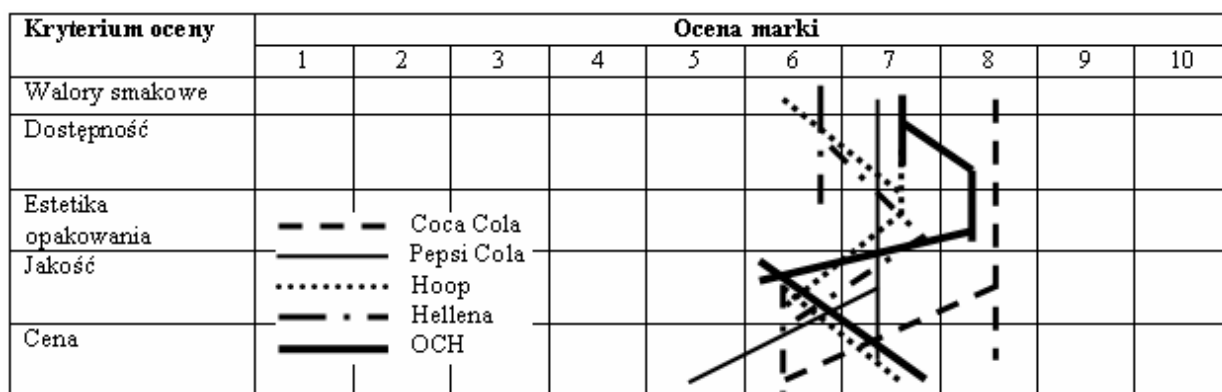 Kryterium oceny
Ocena marki
1 2 3 4 5 6 7 8 9 10
Walory smakowe
Dostępność
Estetika
opakowania
Jakość
Cena
Coca Cola
Pepsi Cola
Hoop
Hellena
OCH